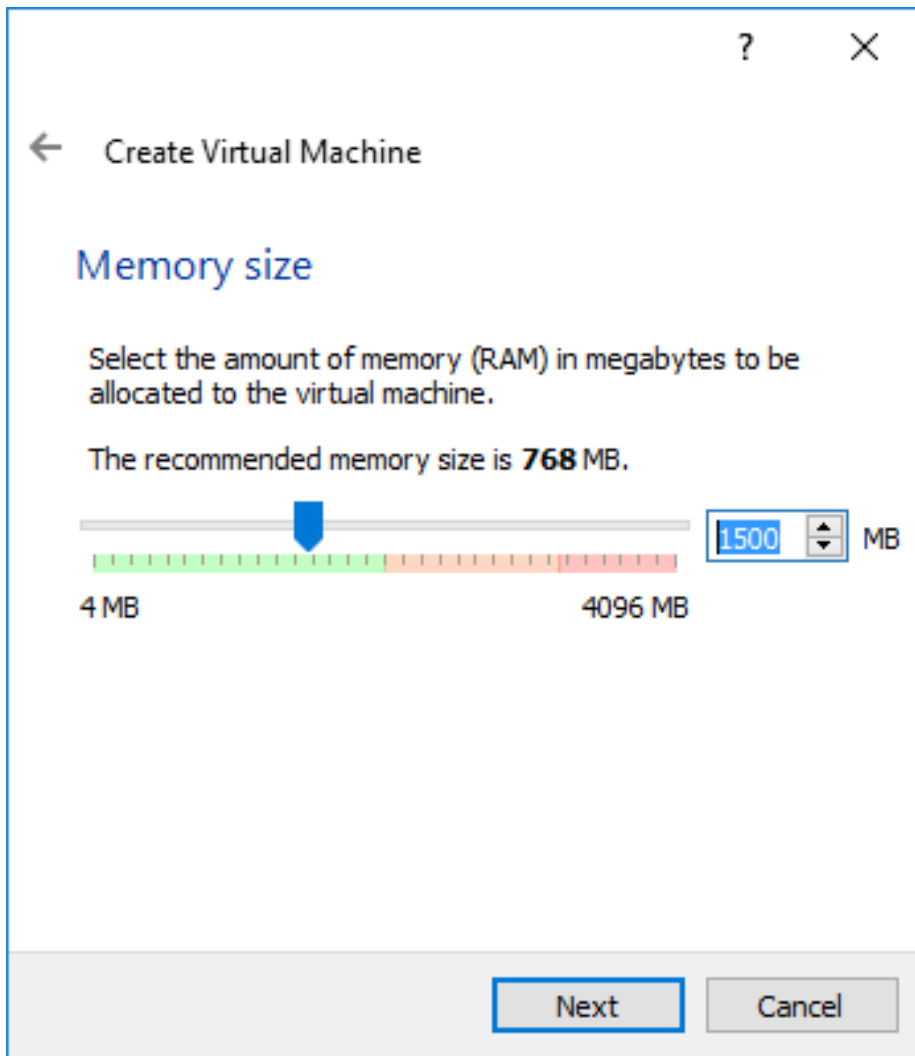 ?
Create Virtual Machine
Memory size
Select the amount of memory (RAM) in megabytes to be
allocated to the virtual machine.
The recommended memory size is 768 MB.
1500 MB
4 MB 4096 MB
Next Cancel